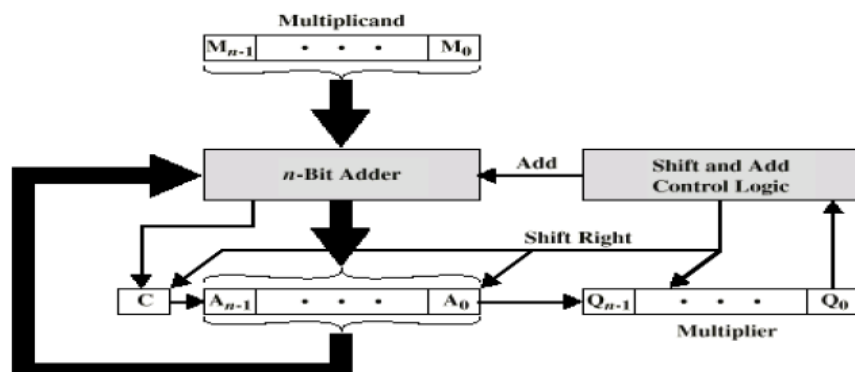 Multiplicand
Mn-1 • • • M0
n-Bit Adder
Add
Shift and Add
Control Logic
Shift Right
C
An-1 • • • A0
Qn-1 • • • Q0
Multiplier